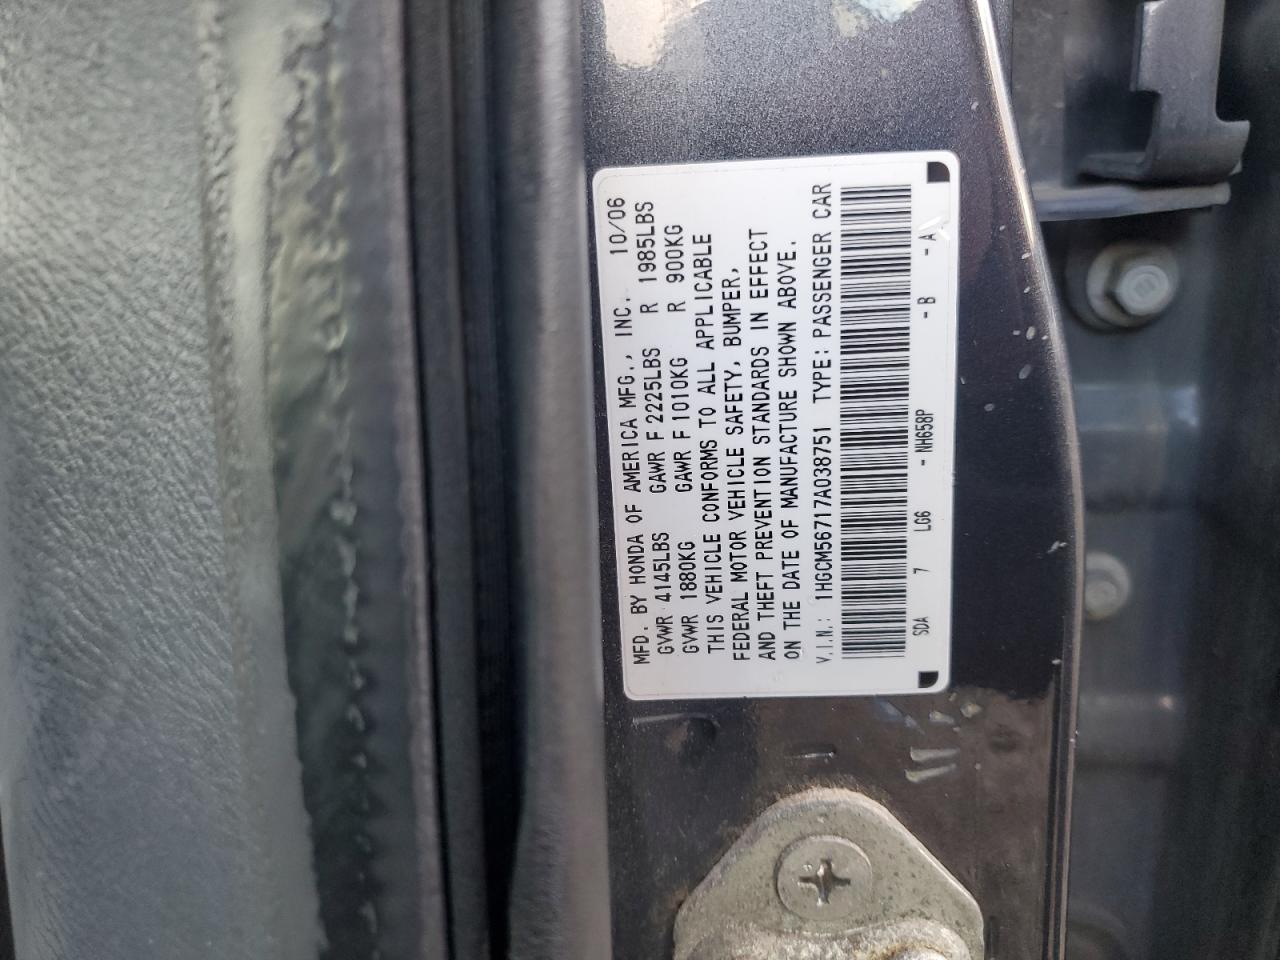 MFD. BY HONDA OF AMERICA MFG., INC. 10/06
GVWR 4145LBS GAWR F 2225LBS R 1985LBS
GVWR 1880KG GAWR F 1010KG R 900KG
THIS VEHICLE CONFORMS TO ALL APPLICABLE
FEDERAL MOTOR VEHICLE SAFETY, BUMPER,
AND THEFT PREVENTION STANDARDS IN EFFECT
ON THE DATE OF MANUFACTURE SHOWN ABOVE.
V.I.N.: 1HGCM56717A038751 TYPE: PASSENGER CAR
SDA 7 LG6 - NH658P - B - A